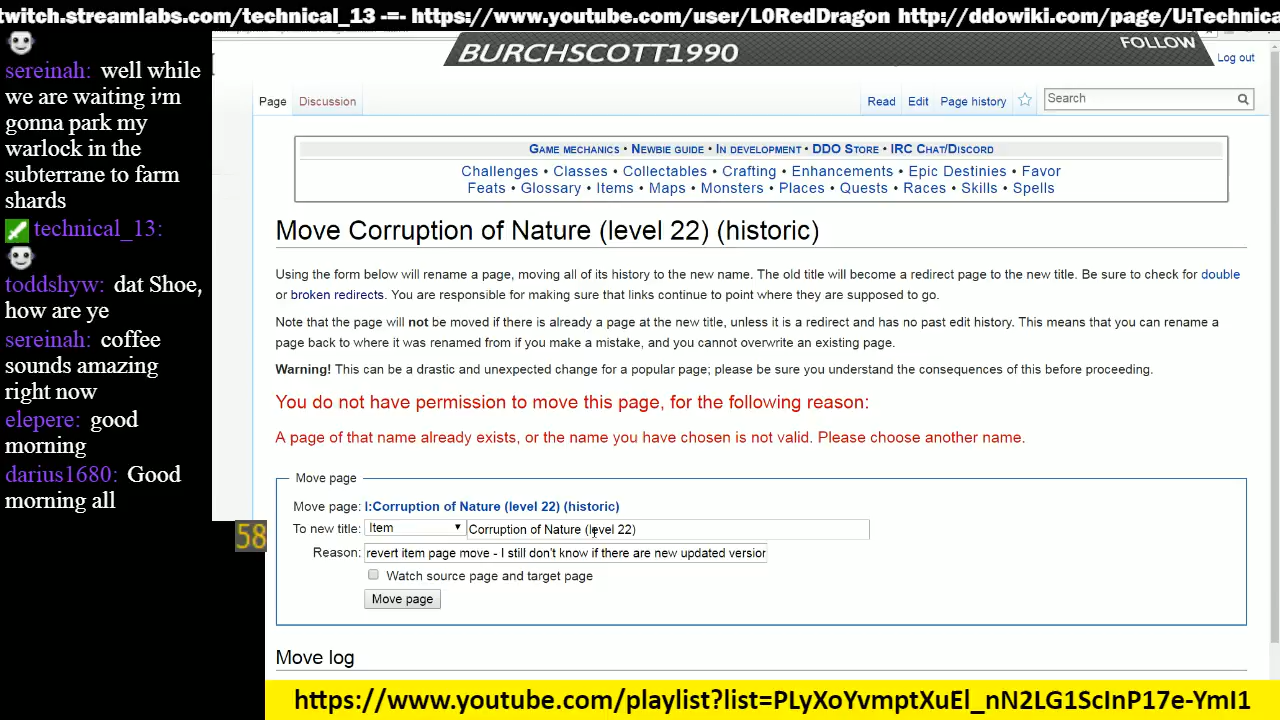 twitch.streamlabs.com/technical_13 -=- https://www.youtube.com/user/L0RedDragon http://ddowiki.com/page/U:Technica
BURCHSCOTT1990
FOLLOW
Log out
sereinah: well while
we are waiting i'm
gonna park my
warlock in the
subterrane to farm
shards
technical_13:
toddshyw: dat Shoe,
how are ye
sereinah: coffee
sounds amazing
right now
elepere: good
morning
darius1680: Good
morning all
58
Page Discussion Read Edit Page history Search
Game mechanics • Newbie guide • In development • DDO Store • IRC Chat/Discord
Challenges • Classes • Collectables • Crafting • Enhancements • Epic Destinies • Favor
Feats • Glossary • Items • Maps • Monsters • Places • Quests • Races • Skills • Spells
Move Corruption of Nature (level 22) (historic)
Using the form below will rename a page, moving all of its history to the new name. The old title will become a redirect page to the new title. Be sure to check for double
or broken redirects. You are responsible for making sure that links continue to point where they are supposed to go.
Note that the page will not be moved if there is already a page at the new title, unless it is a redirect and has no past edit history. This means that you can rename a
page back to where it was renamed from if you make a mistake, and you cannot overwrite an existing page.
Warning! This can be a drastic and unexpected change for a popular page; please be sure you understand the consequences of this before proceeding.
You do not have permission to move this page, for the following reason:
A page of that name already exists, or the name you have chosen is not valid. Please choose another name.
Move page
Move page: I:Corruption of Nature (level 22) (historic)
To new title: Item Corruption of Nature (level 22)
Reason: revert item page move - I still don't know if there are new updated version
Watch source page and target page
Move page
Move log
https://www.youtube.com/playlist?list=PLyXoYvmptXuEl_nN2LG1ScInP17e-YmI1